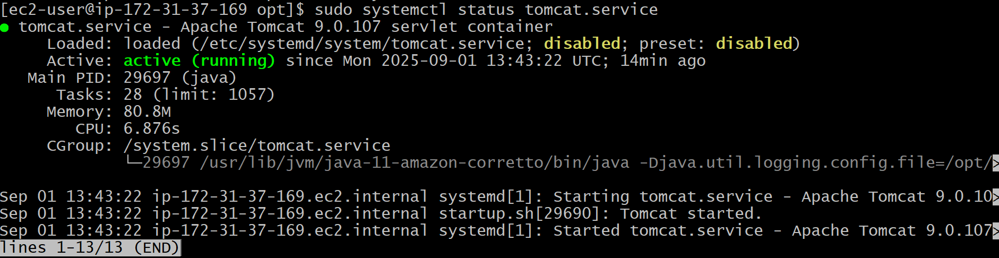 [ec2-user@ip-172-31-37-169 opt]$ sudo systemctl status tomcat.service
● tomcat.service - Apache Tomcat 9.0.107 servlet container
     Loaded: loaded (/etc/systemd/system/tomcat.service; disabled; preset: disabled)
     Active: active (running) since Mon 2025-09-01 13:43:22 UTC; 14min ago
   Main PID: 29697 (java)
      Tasks: 28 (limit: 1057)
     Memory: 80.8M
        CPU: 6.876s
     CGroup: /system.slice/tomcat.service
             └─29697 /usr/lib/jvm/java-11-amazon-corretto/bin/java -Djava.util.logging.config.file=/opt/>
Sep 01 13:43:22 ip-172-31-37-169.ec2.internal systemd[1]: Starting tomcat.service - Apache Tomcat 9.0.10>
Sep 01 13:43:22 ip-172-31-37-169.ec2.internal startup.sh[29690]: Tomcat started.
Sep 01 13:43:22 ip-172-31-37-169.ec2.internal systemd[1]: Started tomcat.service - Apache Tomcat 9.0.107>
lines 1-13/13 (END)